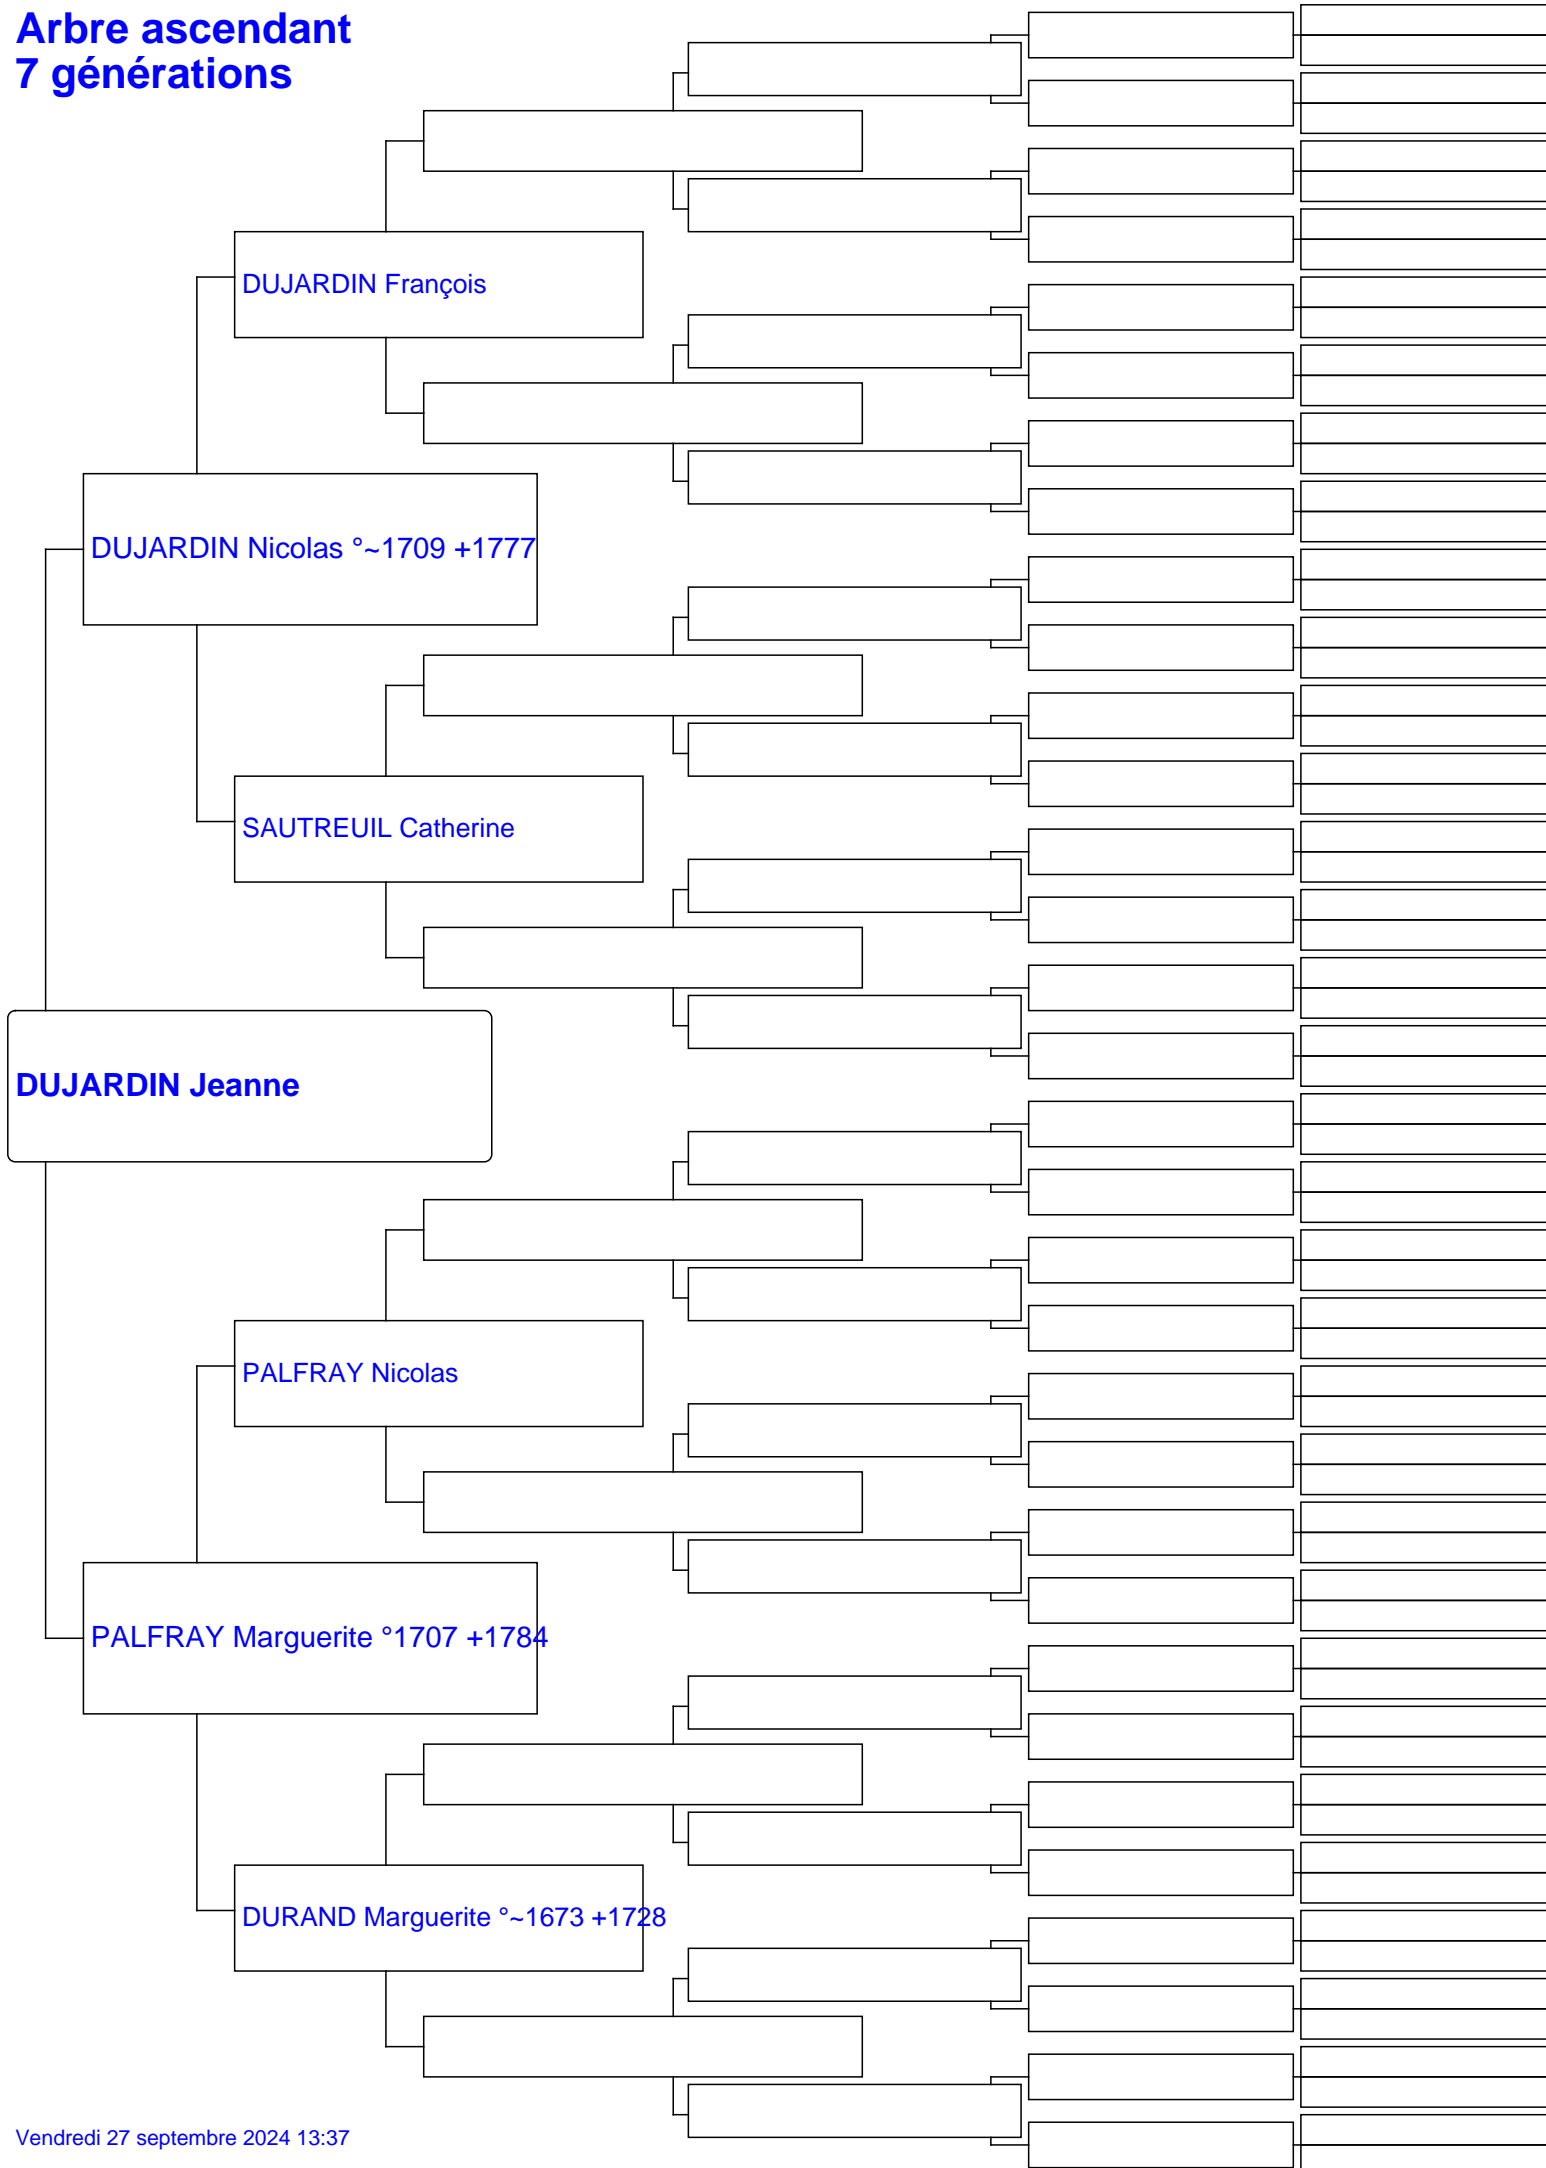 Arbre ascendant
7 générations
DUJARDIN François
DUJARDIN Nicolas °~1709 +1777
SAUTREUIL Catherine
DUJARDIN Jeanne
PALFRAY Nicolas
PALFRAY Marguerite °1707 +1784
DURAND Marguerite °~1673 +1728
Vendredi 27 septembre 2024 13:37